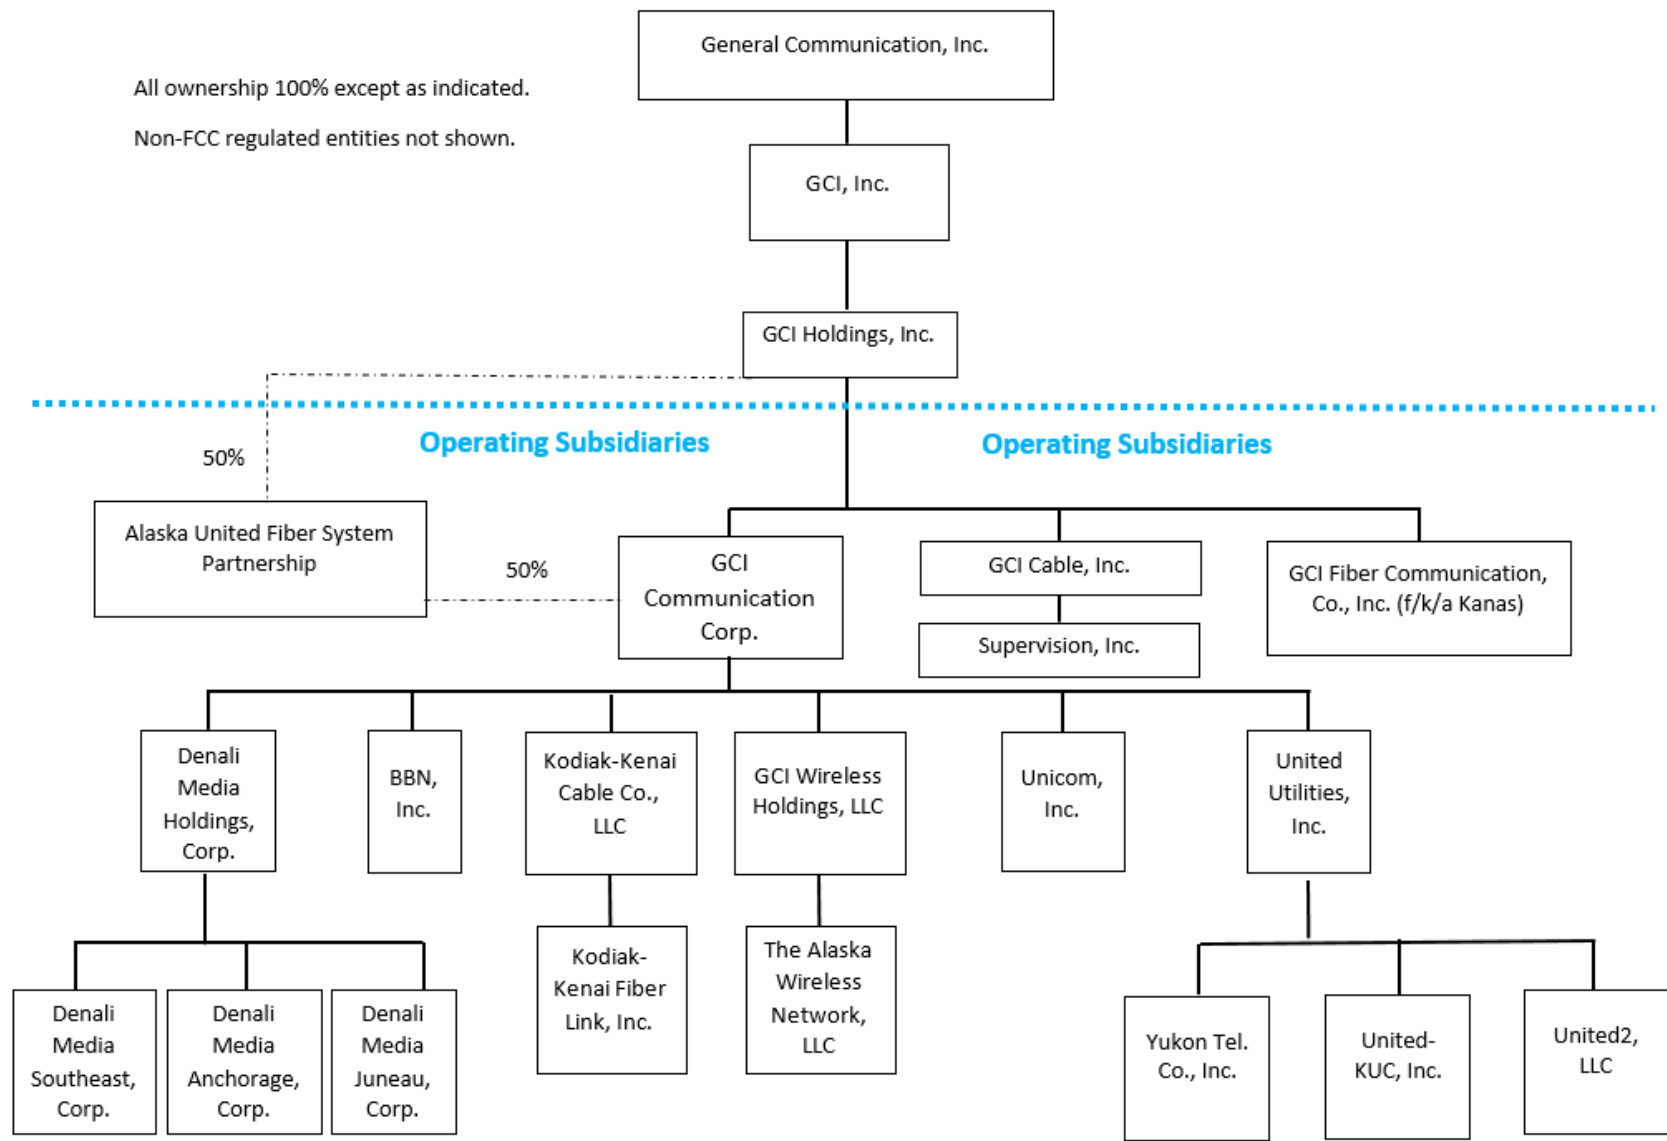 General Communication, Inc.
All ownership 100% except as indicated.
Non-FCC regulated entities not shown.
GCI, Inc.
GCI Holdings, Inc.
Operating Subsidiaries
Operating Subsidiaries
50%
Alaska United Fiber System
Partnership
50%
GCI
Communication
Corp.
GCI Cable, Inc.
GCI Fiber Communication,
Co., Inc. (f/k/a Kanas)
Supervision, Inc.
Denali
Media
Holdings,
Corp.
BBN,
Inc.
Kodiak-Kenai
Cable Co.,
LLC
GCI Wireless
Holdings, LLC
Unicom,
Inc.
United
Utilities,
Inc.
Denali
Media
Southeast,
Corp.
Denali
Media
Anchorage,
Corp.
Denali
Media
Juneau,
Corp.
Kodiak-
Kenai Fiber
Link, Inc.
The Alaska
Wireless
Network,
LLC
Yukon Tel.
Co., Inc.
United-
KUC, Inc.
United2,
LLC